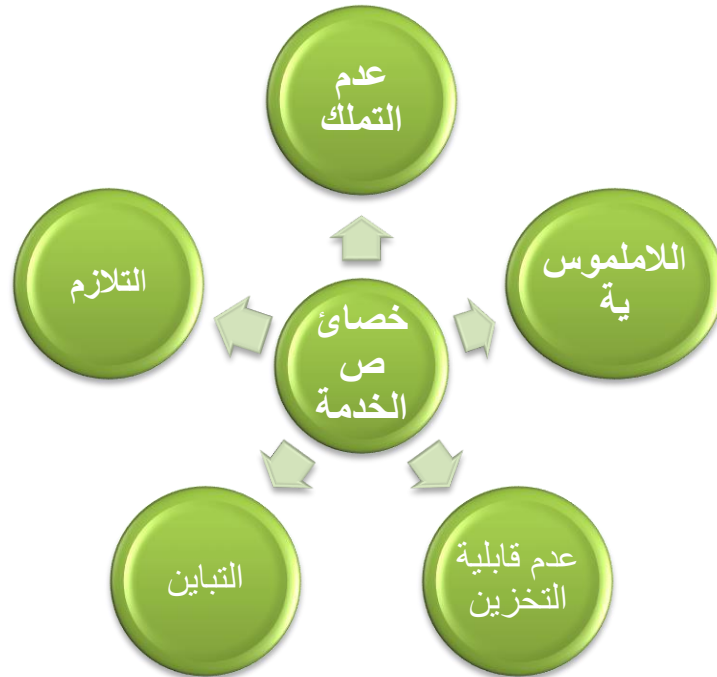 عدم
التملك
اللاملموس
ية
التلازم
خصائ
ص
الخدمة
عدم قابلية
التخزين
التباين